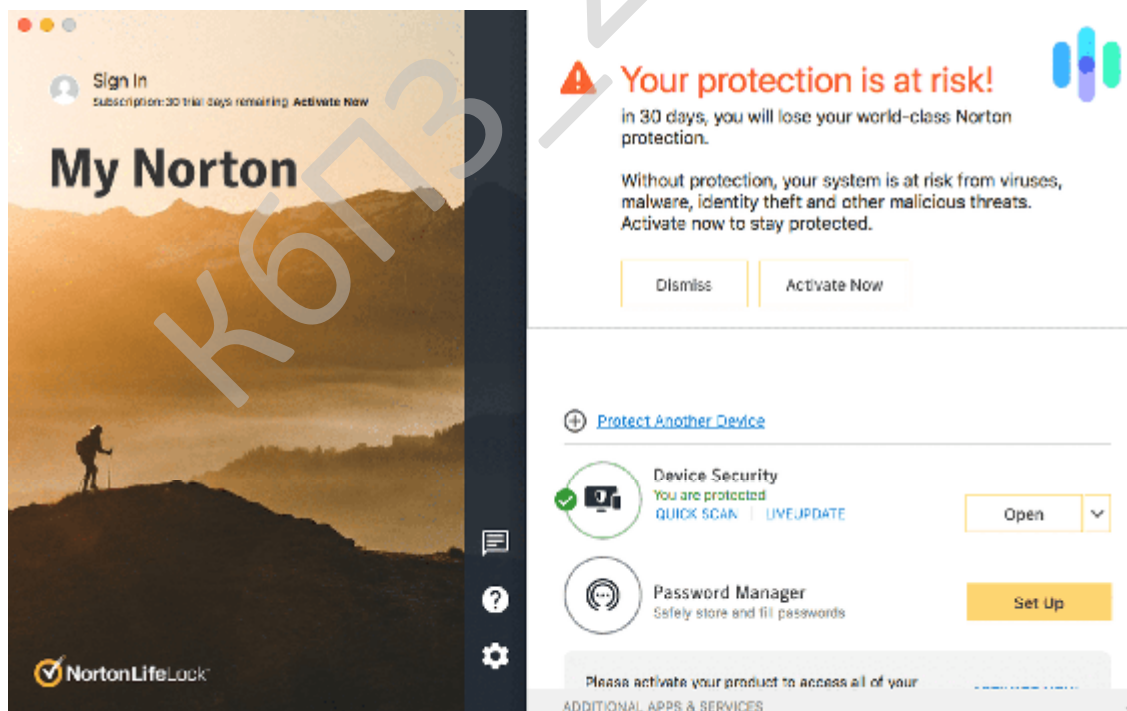 Sign In
Subscription: 30 trial days remaining Activate Now
My Norton
NortonLifeLock
Your protection is at risk!
in 30 days, you will lose your world-class Norton
protection.
Without protection, your system is at risk from viruses,
malware, identity theft and other malicious threats.
Activate now to stay protected.
Dismiss
Activate Now
Protect Another Device
Device Security
You are protected
QUICK SCAN | LIVEUPDATE
Open
Password Manager
Safely store and fill passwords
Set Up
Please activate your product to access all of your
ADDITIONAL APPS & SERVICES